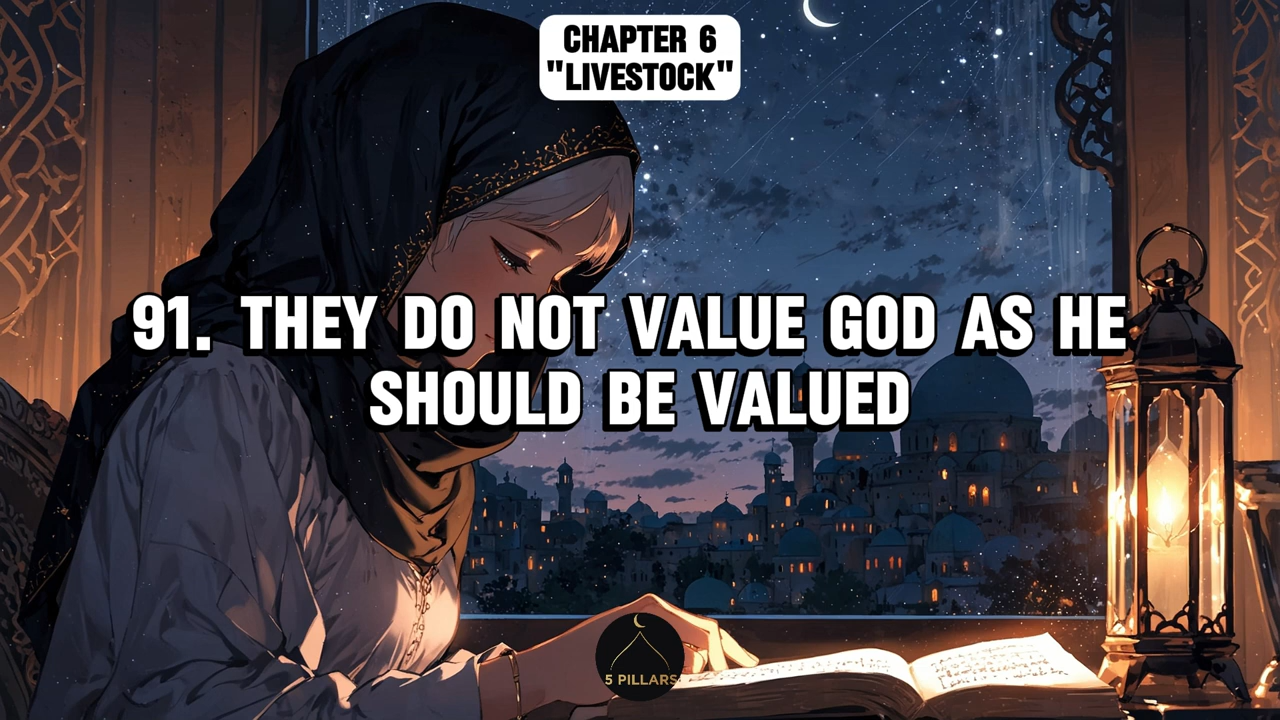 CHAPTER 6
"LIVESTOCK"
91. THEY DO NOT VALUE GOD AS HE
SHOULD BE VALUED
5 PILLARS